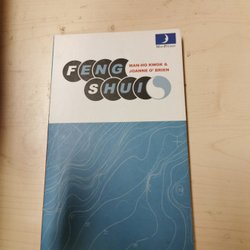 FENG
SHUI
MAN-HO KWOK &
JOANNE O'BRIEN